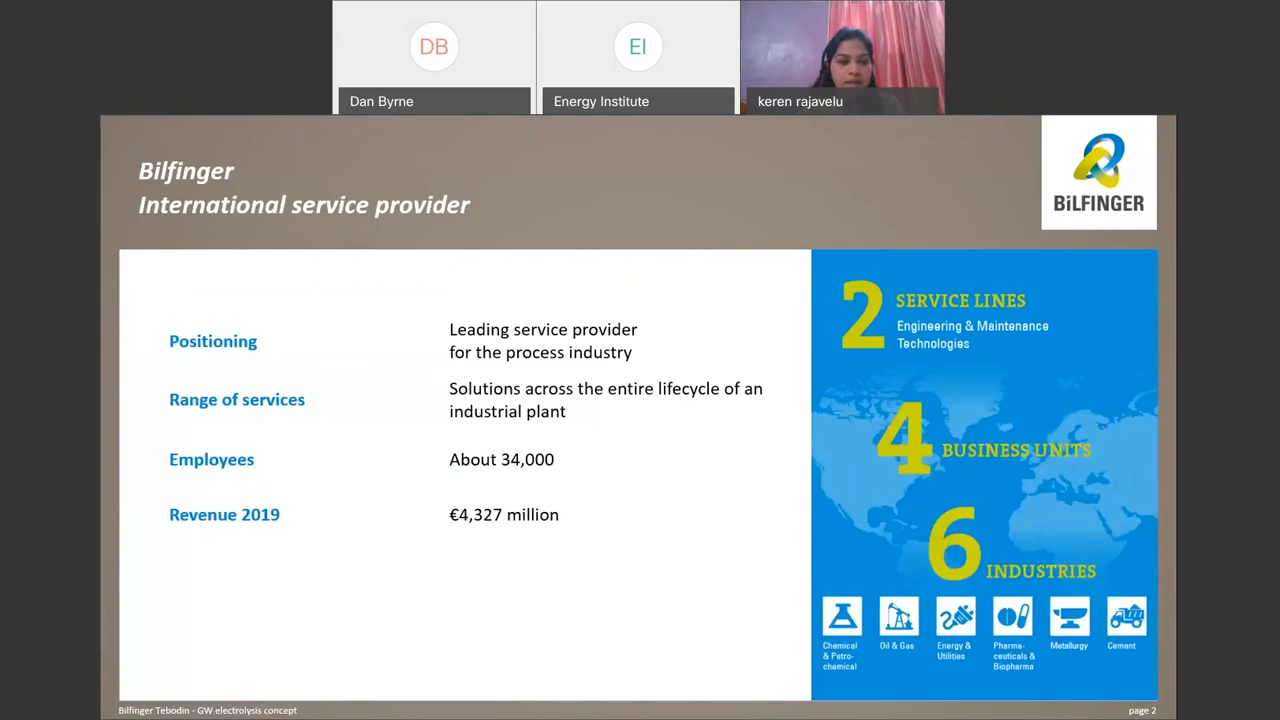 DB
EI
Dan Byrne
Energy Institute
keren rajavelu
Bilfinger
International service provider
BiLFINGER
Positioning
Leading service provider
for the process industry
Range of services
Solutions across the entire lifecycle of an
industrial plant
Employees
About 34,000
Revenue 2019
€4,327 million
2 SERVICE LINES
Engineering & Maintenance
Technologies
4 BUSINESS UNITS
6 INDUSTRIES
Chemical
& Petro-
chemical
Oil & Gas
Energy &
Utilities
Pharma-
ceuticals &
Biopharma
Metallurgy
Cement
Bilfinger Tebodin - GW electrolysis concept
page 2